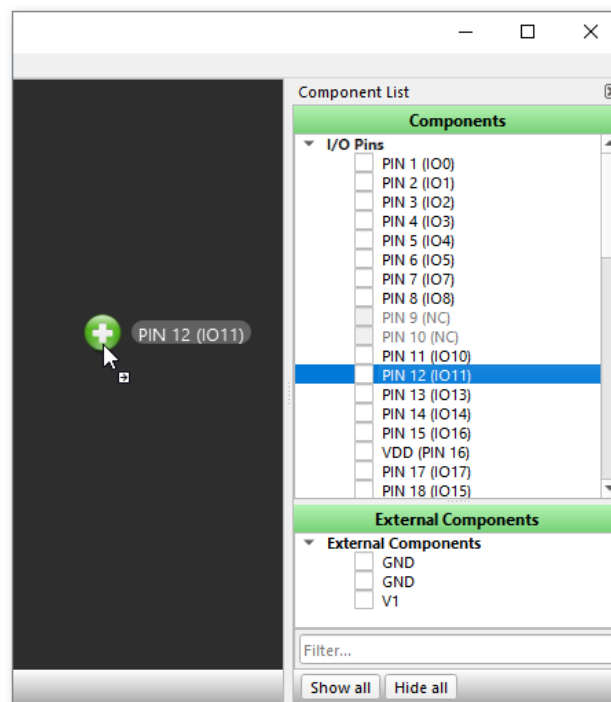 Component List
Components
I/O Pins
PIN 1 (IO0)
PIN 2 (IO1)
PIN 3 (IO2)
PIN 4 (IO3)
PIN 5 (IO4)
PIN 6 (IO5)
PIN 7 (IO7)
PIN 8 (IO8)
PIN 9 (NC)
PIN 10 (NC)
PIN 11 (IO10)
PIN 12 (IO11)
PIN 13 (IO13)
PIN 14 (IO14)
PIN 15 (IO16)
VDD (PIN 16)
PIN 17 (IO17)
PIN 18 (IO15)
PIN 12 (IO11)
External Components
External Components
GND
GND
V1
Filter...
Show all Hide all